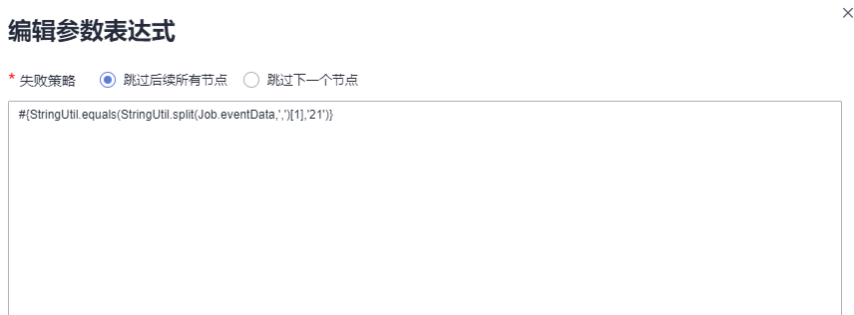 编辑参数表达式
* 失败策略 跳过后续所有节点 跳过下一个节点
#{StringUtil.equals(StringUtil.split(Job.eventData,',')[1],'21')}